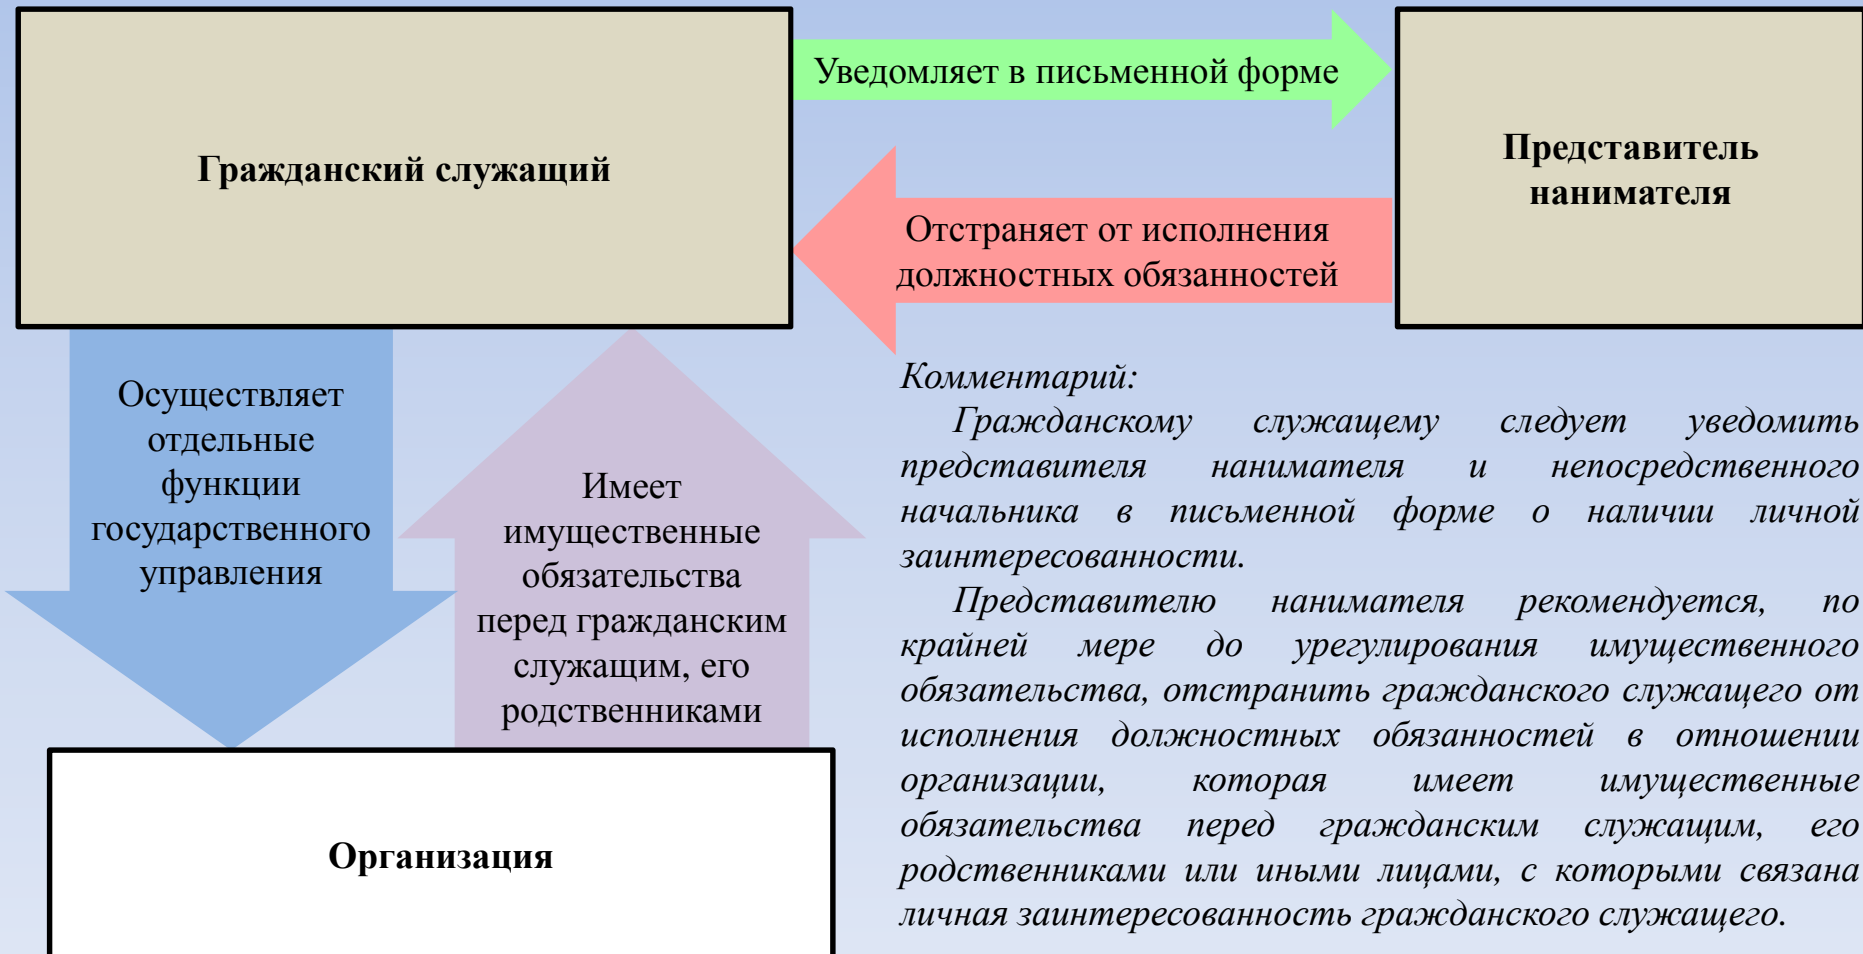 Гражданский служащий
Уведомляет в письменной форме
Представитель
нанимателя
Отстраняет от исполнения
должностных обязанностей
Осуществляет
отдельные
функции
государственного
управления
Имеет
имущественные
обязательства
перед гражданским
служащим, его
родственниками
Организация
Комментарий:
Гражданскому служащему следует уведомить
представителя нанимателя и непосредственного
начальника в письменной форме о наличии личной
заинтересованности.
Представителю нанимателя рекомендуется, по
крайней мере до урегулирования имущественного
обязательства, отстранить гражданского служащего от
исполнения должностных обязанностей в отношении
организации, которая имеет имущественные
обязательства перед гражданским служащим, его
родственниками или иными лицами, с которыми связана
личная заинтересованность гражданского служащего.